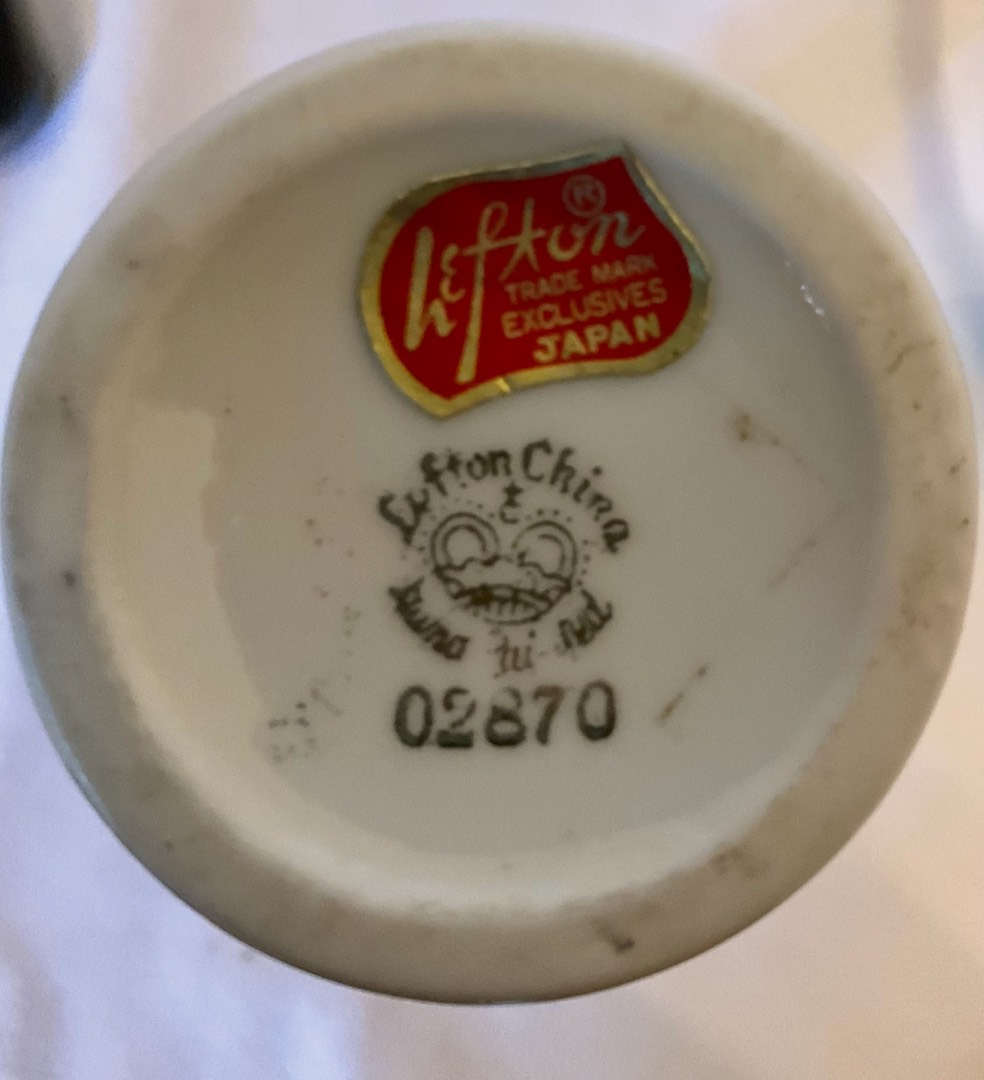 Lefton ®
TRADE MARK
EXCLUSIVES
JAPAN
Lefton China
02870